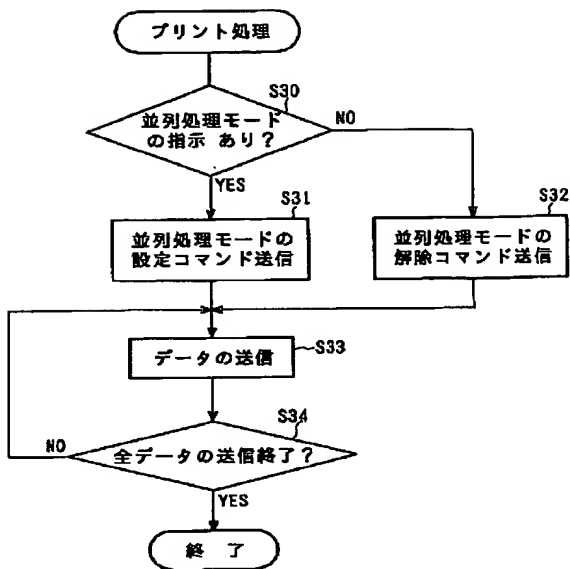 プリント処理
S30
並列処理モード
の指示 あり?
NO
YES
S31
並列処理モードの
設定コマンド送信
S32
並列処理モードの
解除コマンド送信
データの送信
S33
S34
全データの送信終了?
NO
YES
終 了